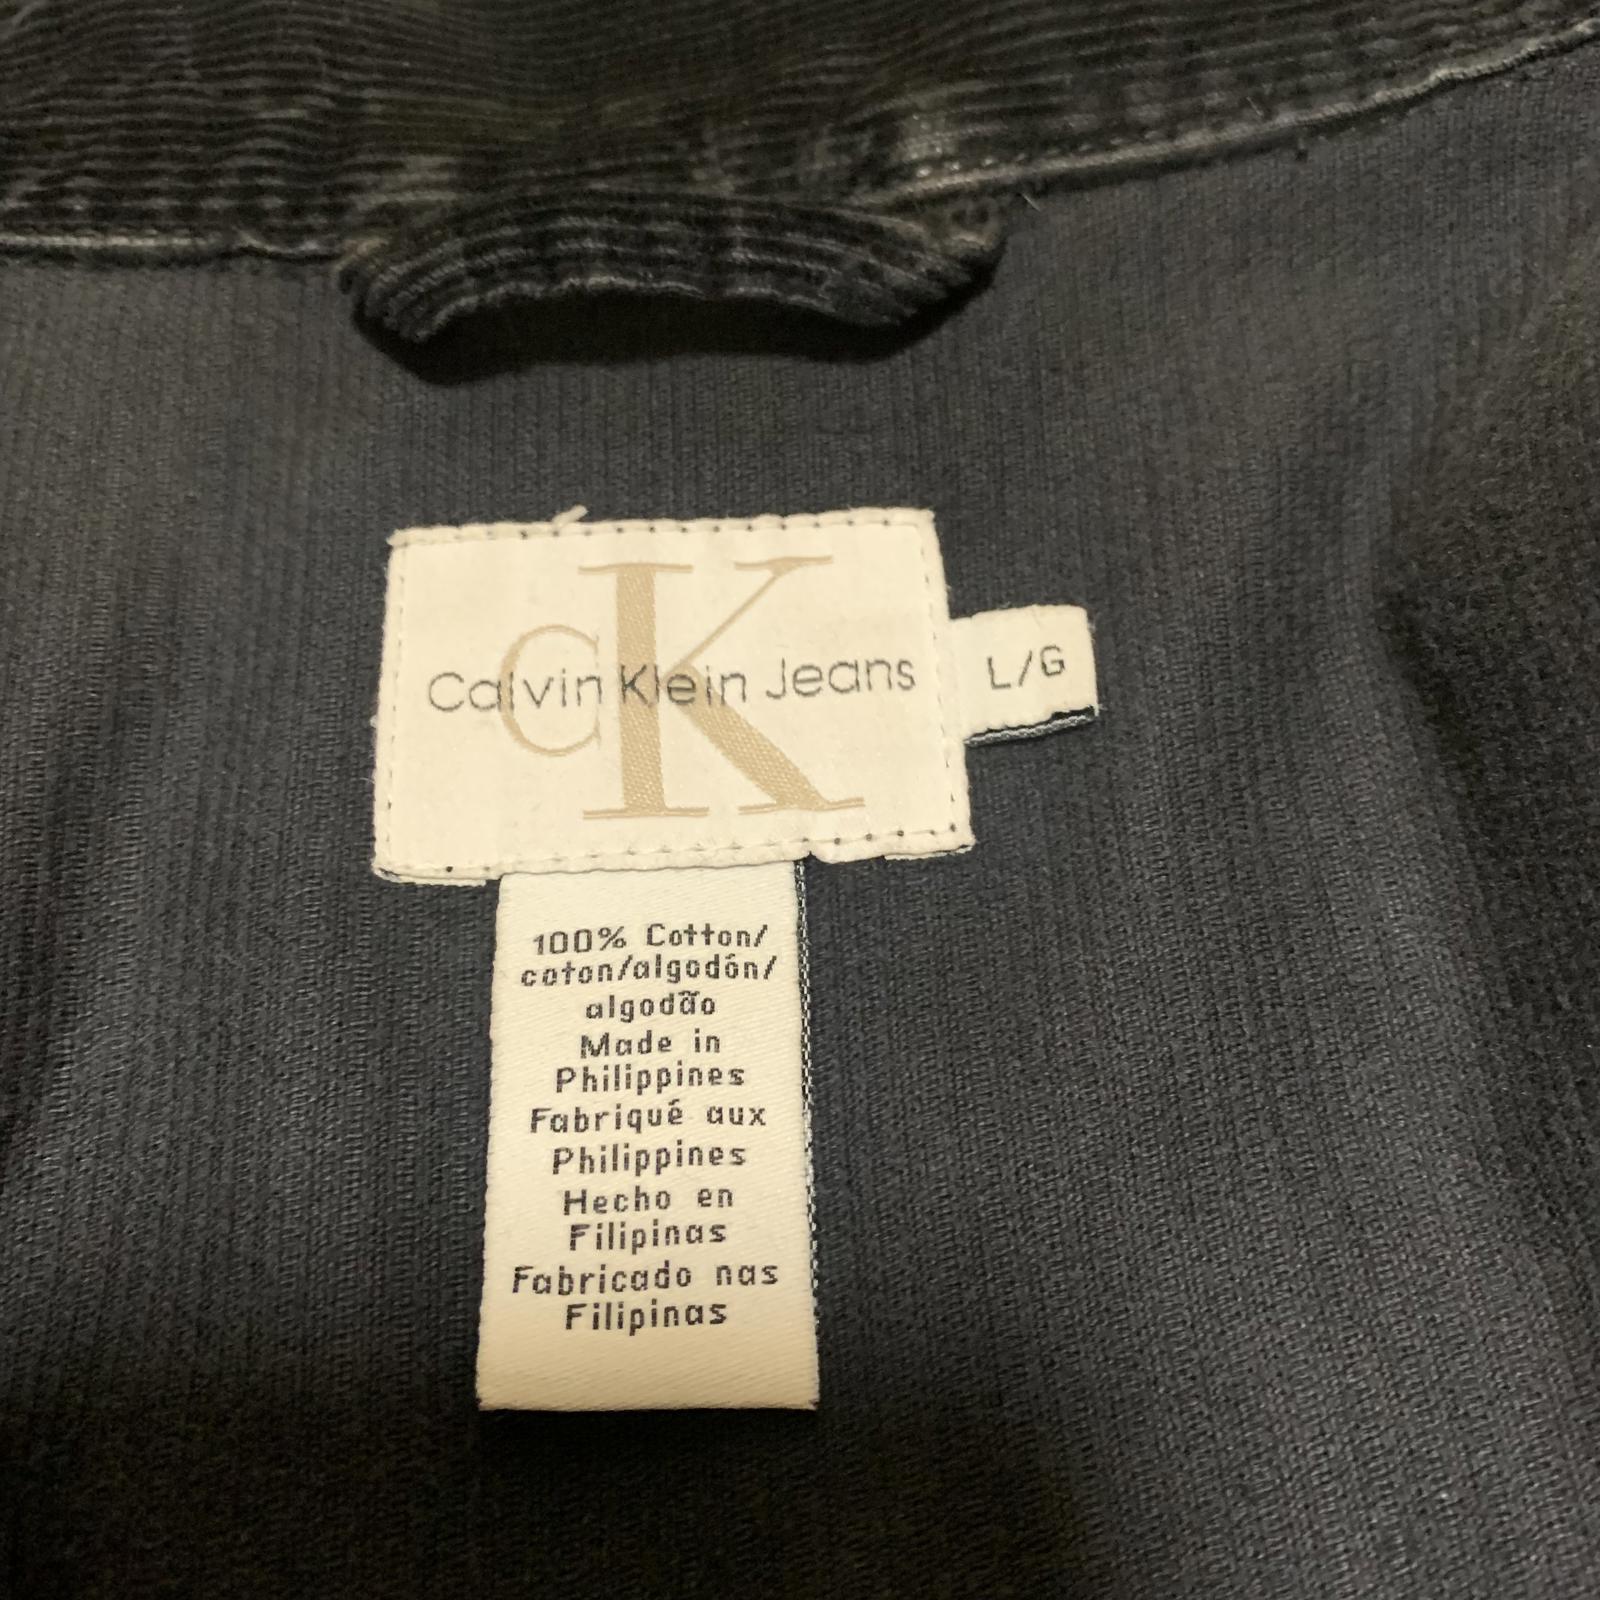 cK
Calvin Klein Jeans
L/G
100% Cotton/
coton/algodón/
algodão
Made in
Philippines
Fabriqué aux
Philippines
Hecho en
Filipinas
Fabricado nas
Filipinas